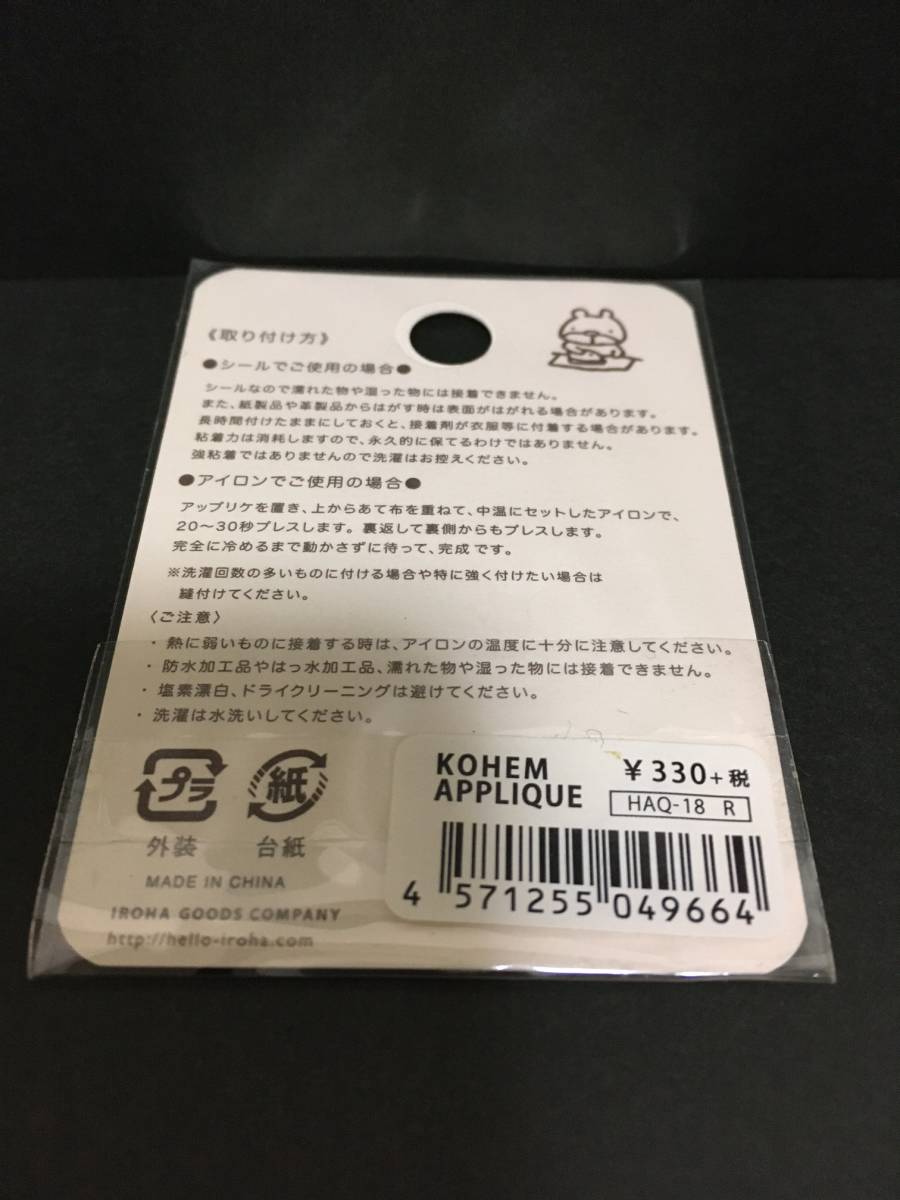 《取り付け方》
●シールでご使用の場合●
シールなので濡れた物や湿った物には接着できません。
また、紙製品や革製品からはがす時は表面がはがれる場合があります。
長時間付けたままにしておくと、接着剤が衣服等に付着する場合があります。
粘着力は消耗しますので、永久的に保てるわけではありません。
強粘着ではありませんので洗濯はお控えください。
●アイロンでご使用の場合●
アップリケを置き、上からあて布を重ねて、中温にセットしたアイロンで、
20〜30秒プレスします。裏返して裏側からもプレスします。
完全に冷めるまで動かさずに待って、完成です。
※洗濯回数の多いものに付ける場合や特に強く付けたい場合は
縫付けてください。
〈ご注意〉
・熱に弱いものに接着する時は、アイロンの温度に十分に注意してください。
・防水加工品やはっ水加工品、濡れた物や湿った物には接着できません。
・塩素漂白、ドライクリーニングは避けてください。
・洗濯は水洗いしてください。
プラ 紙
外装 台紙
MADE IN CHINA
IROHA GOODS COMPANY
http://hello-iroha.com
KOHEM
APPLIQUE
¥330+税
HAQ-18 R
4 571255 049664